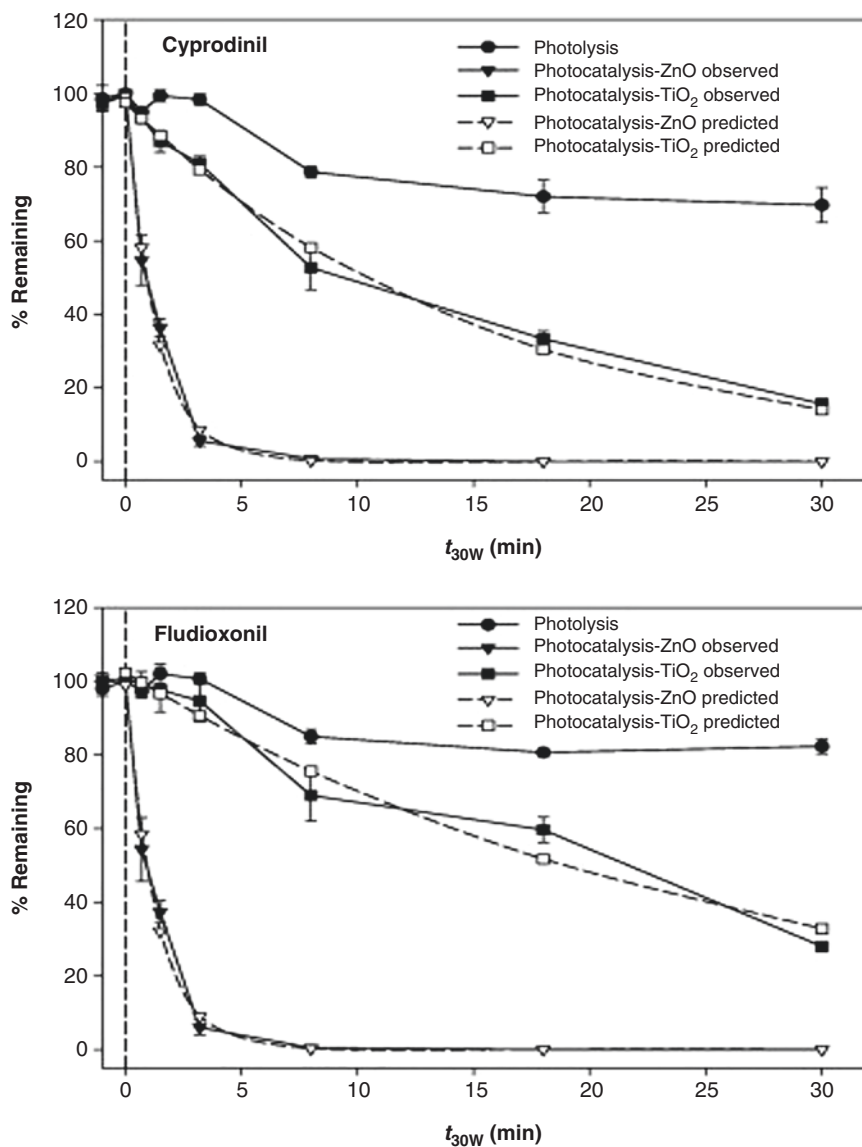 120
Cyprodinil
Photolysis
Photocatalysis-ZnO observed
100
Photocatalysis-TiO₂ observed
Photocatalysis-ZnO predicted
Photocatalysis-TiO₂ predicted
80
60
40
20
0
% Remaining
0 5 10 15 20 25 30
t30W (min)
120
Fludioxonil
Photolysis
Photocatalysis-ZnO observed
100
Photocatalysis-TiO₂ observed
Photocatalysis-ZnO predicted
Photocatalysis-TiO₂ predicted
80
60
40
20
0
% Remaining
0 5 10 15 20 25 30
t30W (min)